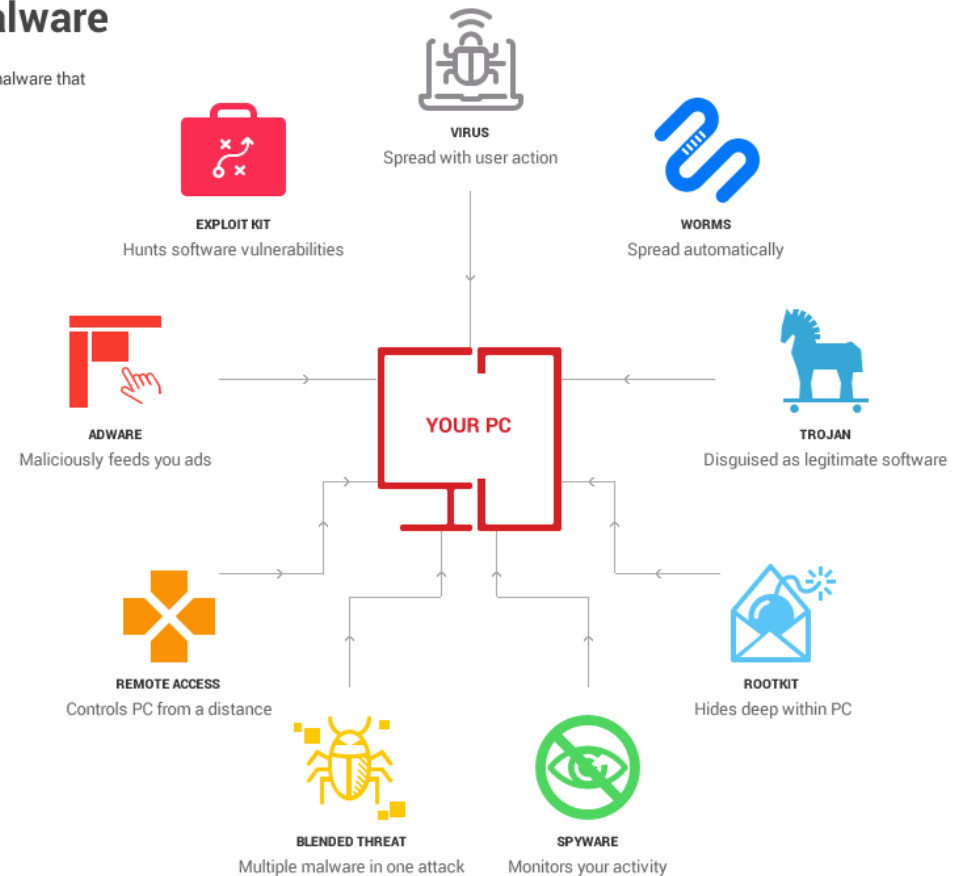 alware
malware that
VIRUS
Spread with user action
EXPLOIT KIT
Hunts software vulnerabilities
WORMS
Spread automatically
ADWARE
Maliciously feeds you ads
YOUR PC
TROJAN
Disguised as legitimate software
REMOTE ACCESS
Controls PC from a distance
ROOTKIT
Hides deep within PC
BLENDED THREAT
Multiple malware in one attack
SPYWARE
Monitors your activity